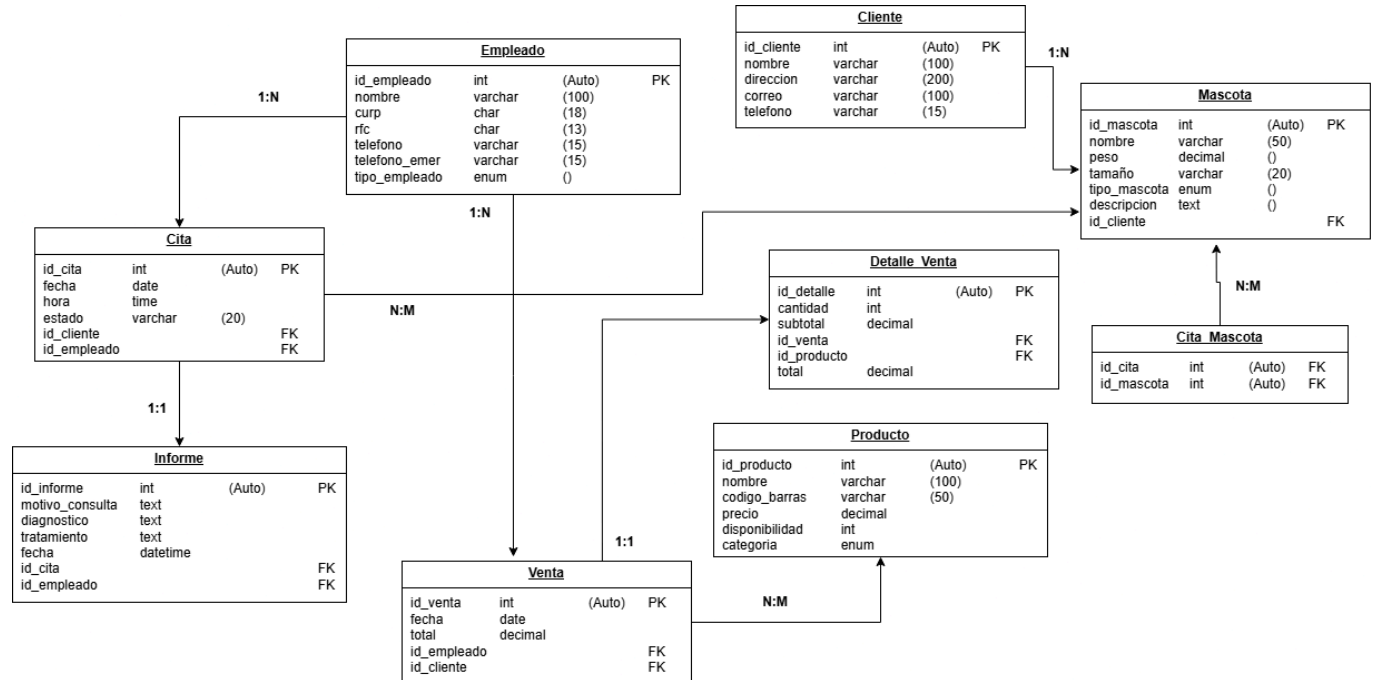 Cliente
id_cliente int (Auto) PK
nombre varchar (100)
direccion varchar (200)
correo varchar (100)
telefono varchar (15)
1:N
Empleado
id_empleado int (Auto) PK
nombre varchar (100)
curp char (18)
rfc char (13)
telefono varchar (15)
telefono_emer varchar (15)
tipo_empleado enum ()
1:N
1:N
Mascota
id_mascota int (Auto) PK
nombre varchar (50)
peso decimal ()
tamaño varchar (20)
tipo_mascota enum ()
descripcion text ()
id_cliente FK
Cita
id_cita int (Auto) PK
fecha date
hora time
estado varchar (20)
id_cliente FK
id_empleado FK
N:M
Detalle_Venta
id_detalle int (Auto) PK
cantidad int
subtotal decimal
id_venta FK
id_producto FK
total decimal
N:M
Cita_Mascota
id_cita int (Auto) FK
id_mascota int (Auto) FK
1:1
Informe
id_informe int (Auto) PK
motivo_consulta text
diagnostico text
tratamiento text
fecha datetime
id_cita FK
id_empleado FK
Producto
id_producto int (Auto) PK
nombre varchar (100)
codigo_barras varchar (50)
precio decimal
disponibilidad int
categoria enum
1:1
Venta
id_venta int (Auto) PK
fecha date
total decimal
id_empleado FK
id_cliente FK
N:M